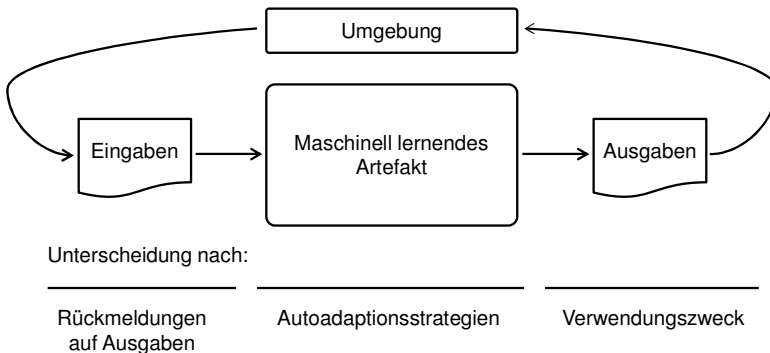 Umgebung
Eingaben
Maschinell lernendes
Artefakt
Ausgaben
Unterscheidung nach:
Rückmeldungen
auf Ausgaben
Autoadaptionsstrategien
Verwendungszweck